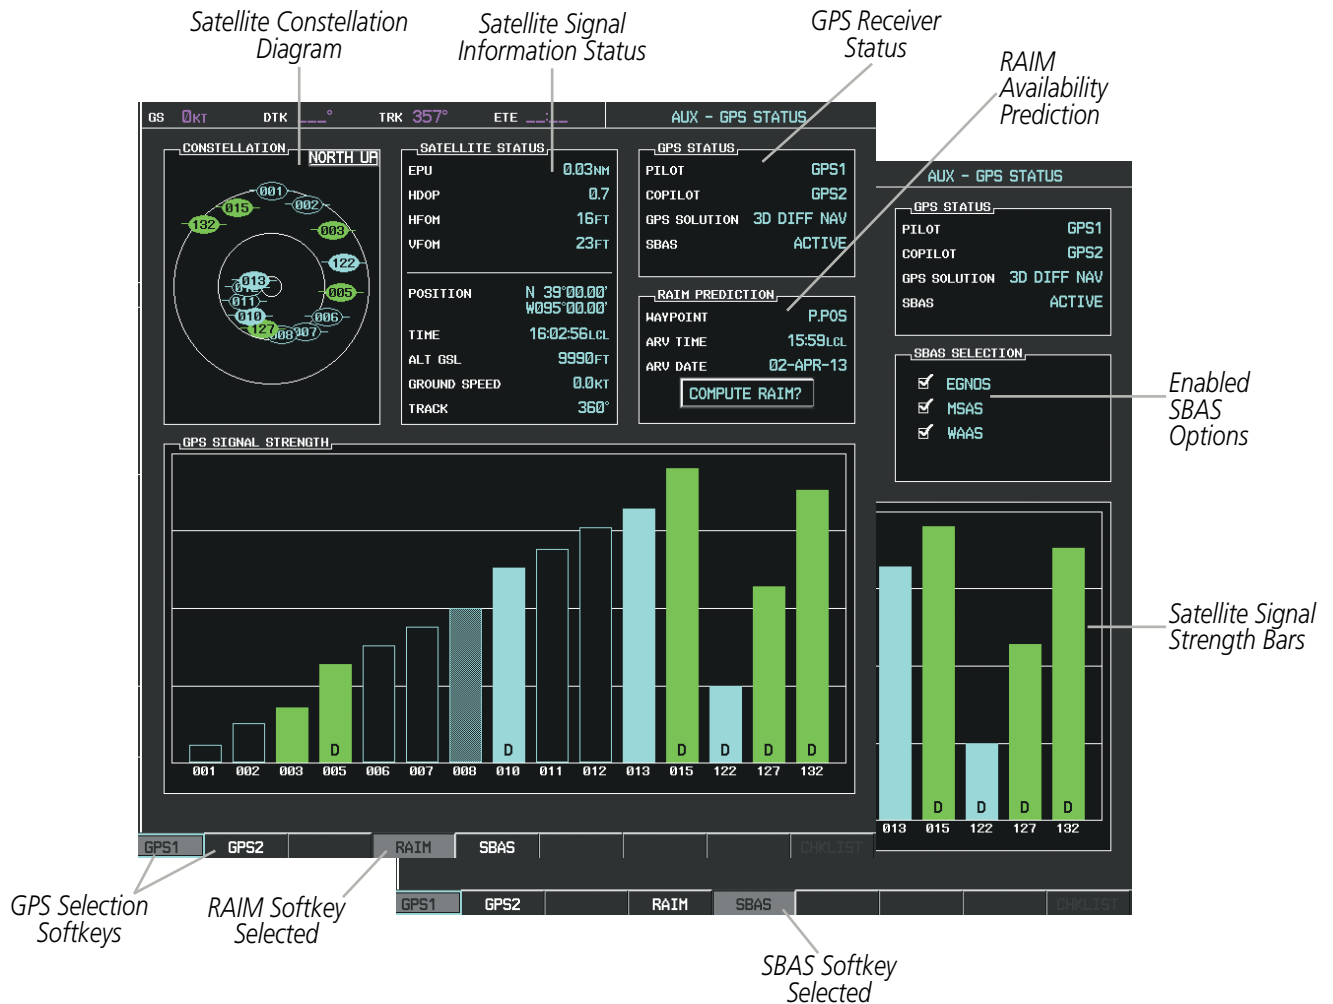 Satellite Constellation
Diagram
Satellite Signal
Information Status
GPS Receiver
Status
RAIM
Availability
Prediction
GS 0KT DTK ___° TRK 357° ETE __:__ AUX - GPS STATUS
CONSTELLATION
NORTH UP
001
002
015
132
003
122
013
011
005
010
006
127
008
007
SATELLITE STATUS
EPU 0.03NM
HDOP 0.7
HFOM 16FT
VFOM 23FT
POSITION N 39°00.00'
W095°00.00'
TIME 16:02:56LCL
ALT GSL 9990FT
GROUND SPEED 0.0KT
TRACK 360°
GPS STATUS
PILOT GPS1
COPILOT GPS2
GPS SOLUTION 3D DIFF NAV
SBAS ACTIVE
RAIM PREDICTION
WAYPOINT P.POS
ARV TIME 15:59LCL
ARV DATE 02-APR-13
COMPUTE RAIM?
AUX - GPS STATUS
GPS STATUS
PILOT GPS1
COPILOT GPS2
GPS SOLUTION 3D DIFF NAV
SBAS ACTIVE
SBAS SELECTION
EGNOS
MSAS
WAAS
Enabled
SBAS
Options
GPS SIGNAL STRENGTH
D D D D D D
001 002 003 005 006 007 008 010 011 012 013 015 122 127 132
D D D D
013 015 122 127 132
Satellite Signal
Strength Bars
GPS1 GPS2 RAIM SBAS CHKLIST
GPS1 GPS2 RAIM SBAS CHKLIST
GPS Selection
Softkeys
RAIM Softkey
Selected
SBAS Softkey
Selected